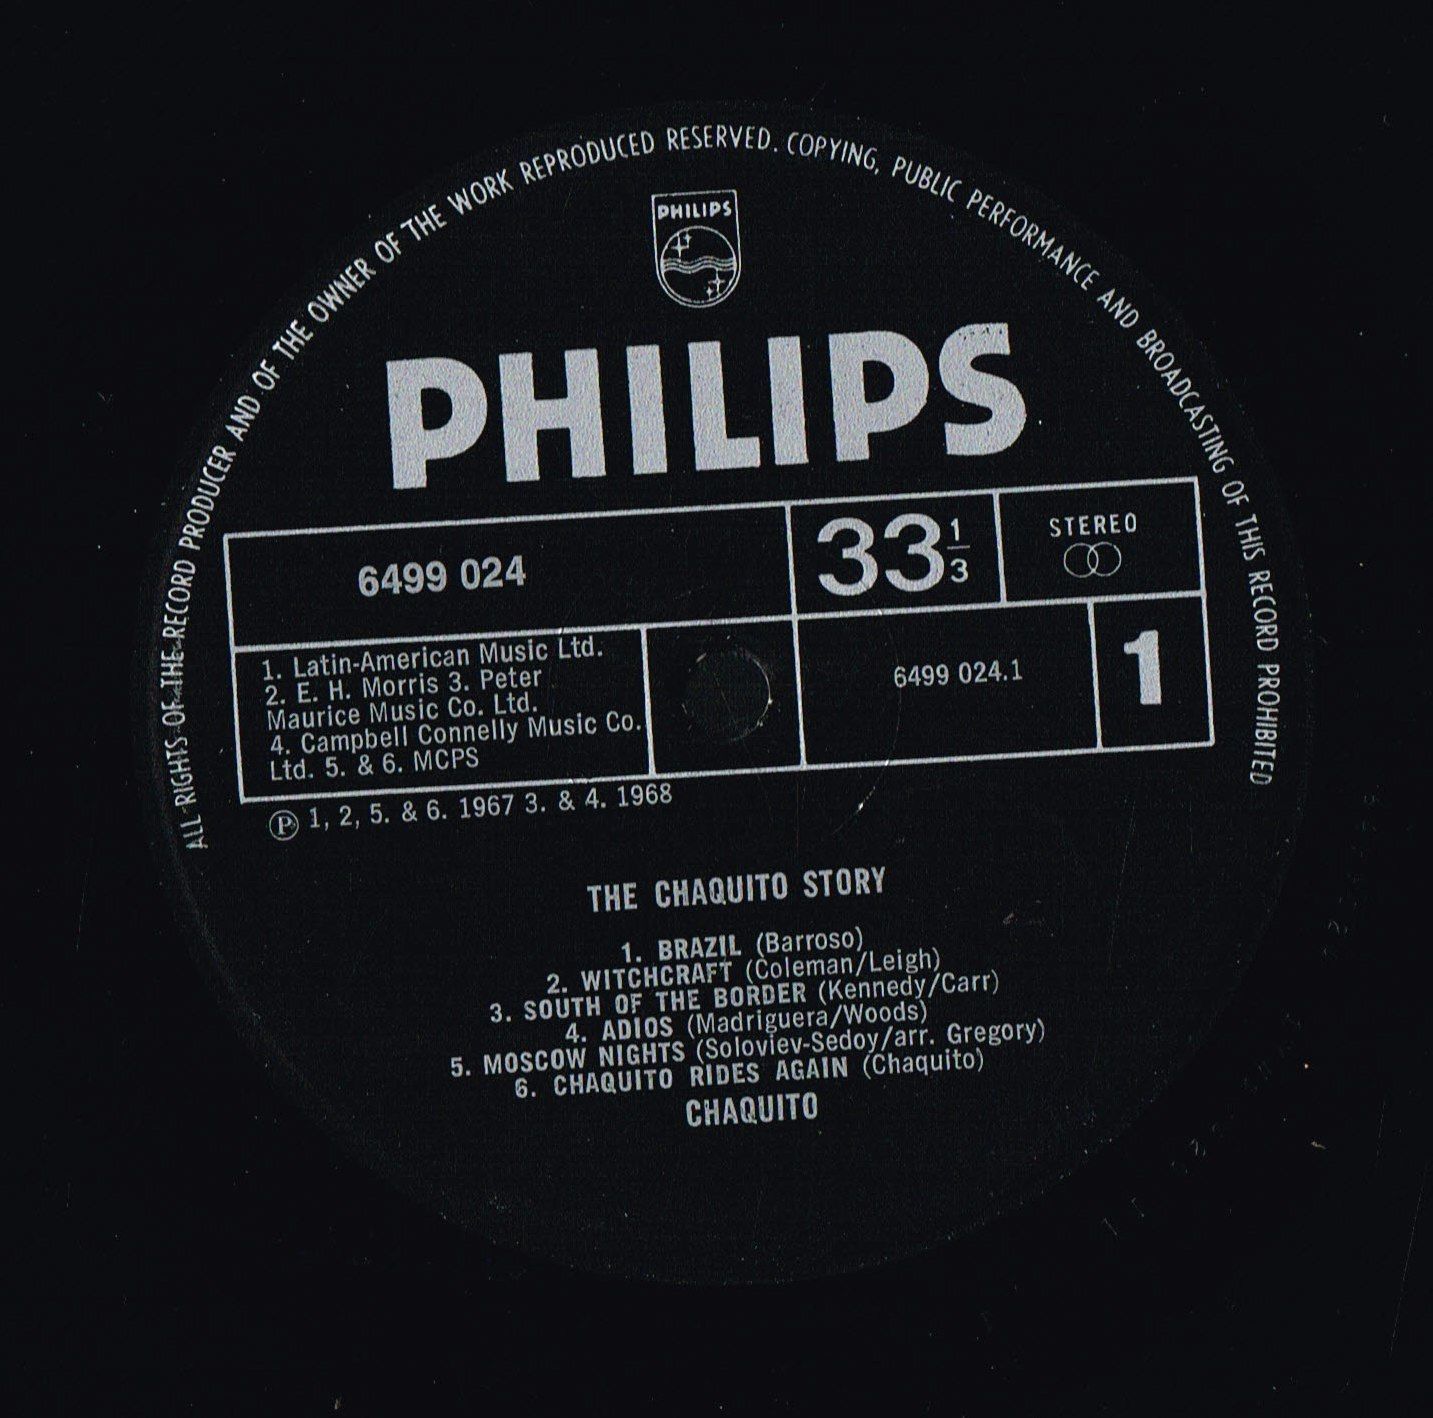 ALL RIGHTS OF THE RECORD PRODUCER AND OF THE OWNER OF THE WORK REPRODUCED RESERVED. COPYING, PUBLIC PERFORMANCE AND BROADCASTING OF THIS RECORD PROHIBITED
PHILIPS
PHILIPS
6499 024
33 1/3
STEREO
1. Latin-American Music Ltd.
2. E. H. Morris 3. Peter
Maurice Music Co. Ltd.
4. Campbell Connelly Music Co.
Ltd. 5. & 6. MCPS
6499 024.1
1
Ⓟ 1, 2, 5. & 6. 1967 3. & 4. 1968
THE CHAQUITO STORY
1. BRAZIL (Barroso)
2. WITCHCRAFT (Coleman/Leigh)
3. SOUTH OF THE BORDER (Kennedy/Carr)
4. ADIOS (Madriguera/Woods)
5. MOSCOW NIGHTS (Soloviev-Sedoy/arr. Gregory)
6. CHAQUITO RIDES AGAIN (Chaquito)
CHAQUITO